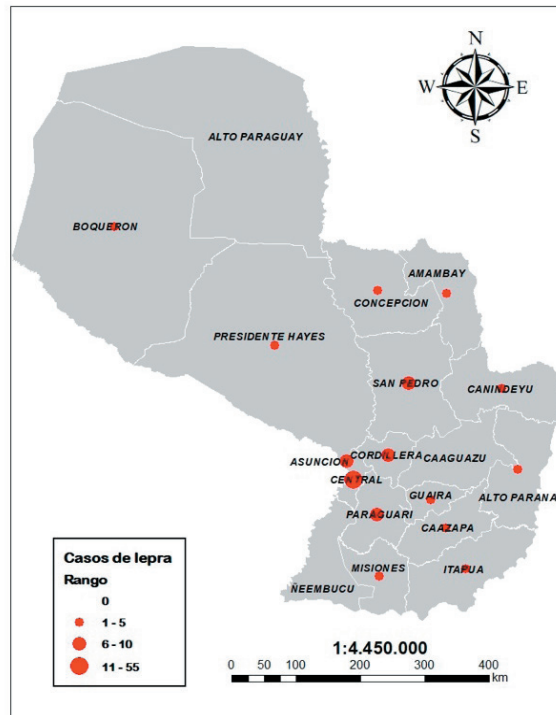 N
W E
S
ALTO PARAGUAY
BOQUERON
AMAMBAY
CONCEPCION
PRESIDENTE HAYES
SAN PEDRO
CANINDEYU
CORDILLERA
ASUNCION
CAAGUAZU
CENTRAL
GUAIRA
ALTO PARANA
PARAGUARI
CAAZAPA
MISIONES
ITAPUA
ÑEEMBUCU
Casos de lepra
Rango
0
1 - 5
6 - 10
11 - 55
1:4.450.000
0 50 100 200 300 400
km